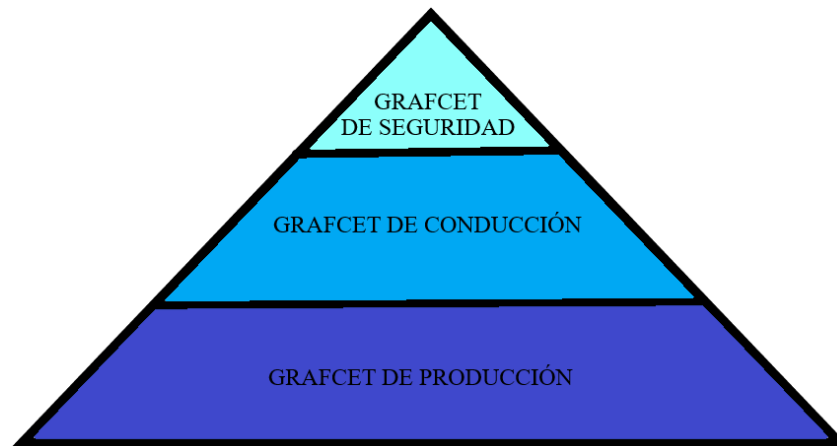 GRAFCET
DE SEGURIDAD
GRAFCET DE CONDUCCIÓN
GRAFCET DE PRODUCCIÓN